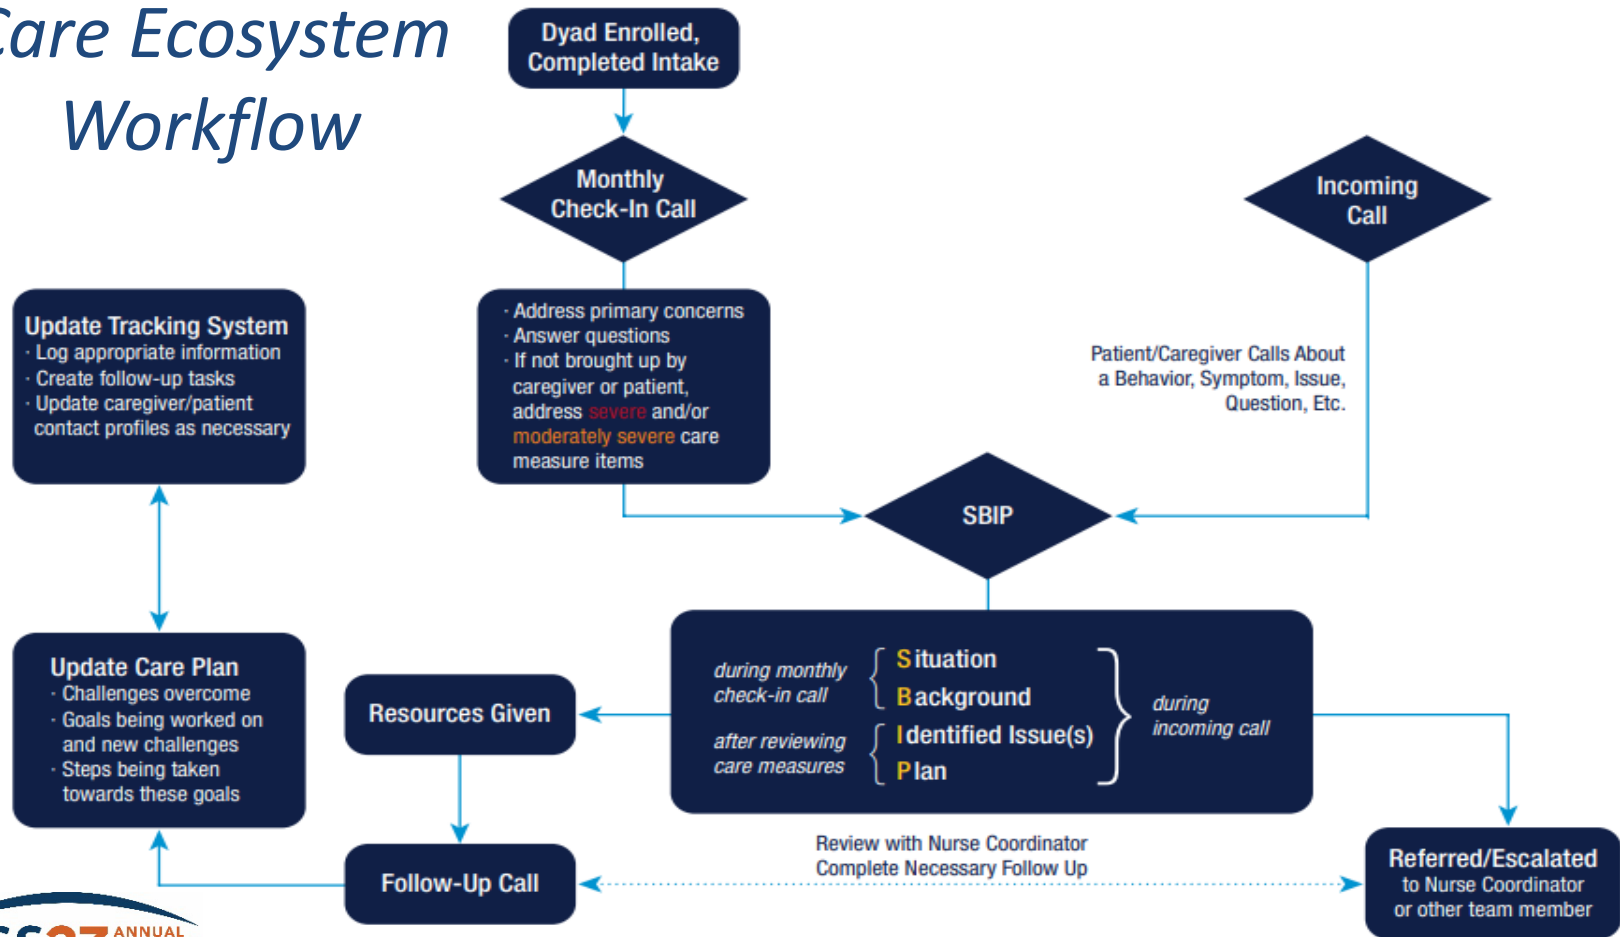 Care Ecosystem
Workflow
Dyad Enrolled,
Completed Intake
Monthly
Check-In Call
Incoming
Call
Update Tracking System
· Log appropriate information
· Create follow-up tasks
· Update caregiver/patient
contact profiles as necessary
· Address primary concerns
· Answer questions
· If not brought up by
caregiver or patient,
address severe and/or
moderately severe care
measure items
Patient/Caregiver Calls About
a Behavior, Symptom, Issue,
Question, Etc.
SBIP
Update Care Plan
· Challenges overcome
· Goals being worked on
and new challenges
· Steps being taken
towards these goals
Resources Given
during monthly
check-in call
after reviewing
care measures
Situation
Background
Identified Issue(s)
Plan
during
incoming call
Review with Nurse Coordinator
Complete Necessary Follow Up
Follow-Up Call
Referred/Escalated
to Nurse Coordinator
or other team member
ANNUAL